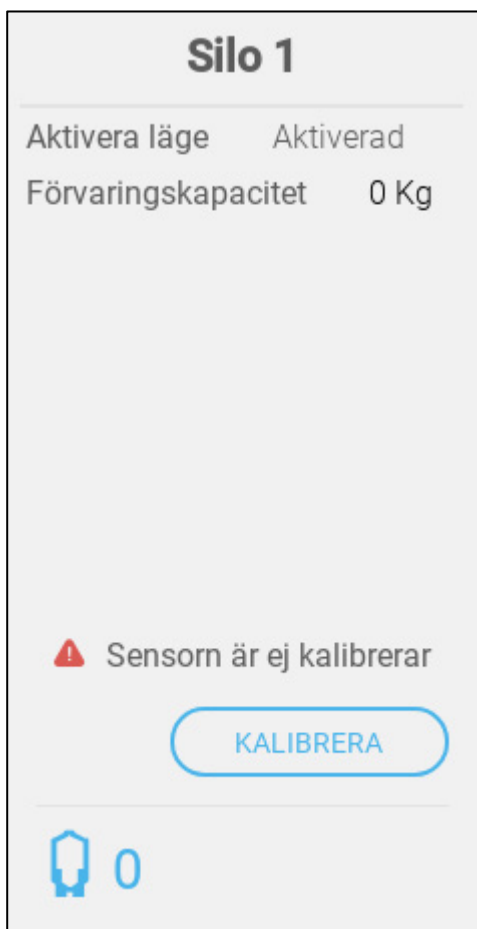 Silo 1
Aktivera läge Aktiverad
Förvaringskapacitet 0 Kg
Sensorn är ej kalibrerar
KALIBRERA
0